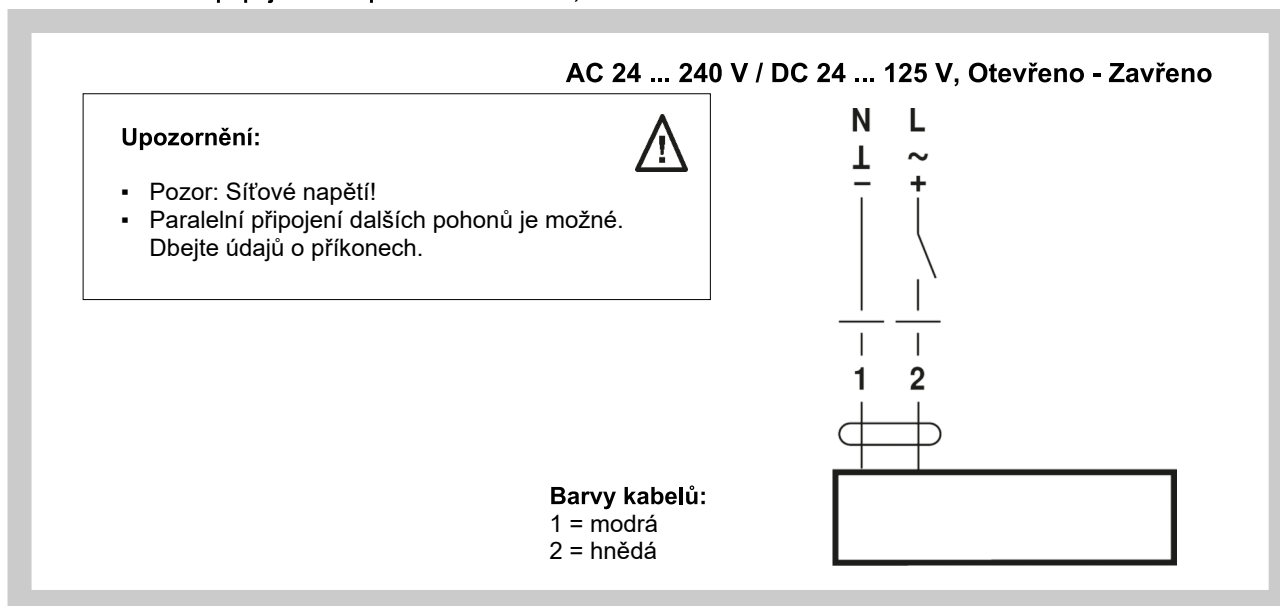 AC 24 ... 240 V / DC 24 ... 125 V, Otevřeno - Zavřeno
Upozornění:
▪ Pozor: Síťové napětí!
▪ Paralelní připojení dalších pohonů je možné.
Dbejte údajů o příkonech.
N L
⊥ ~
− +
1 2
Barvy kabelů:
1 = modrá
2 = hnědá